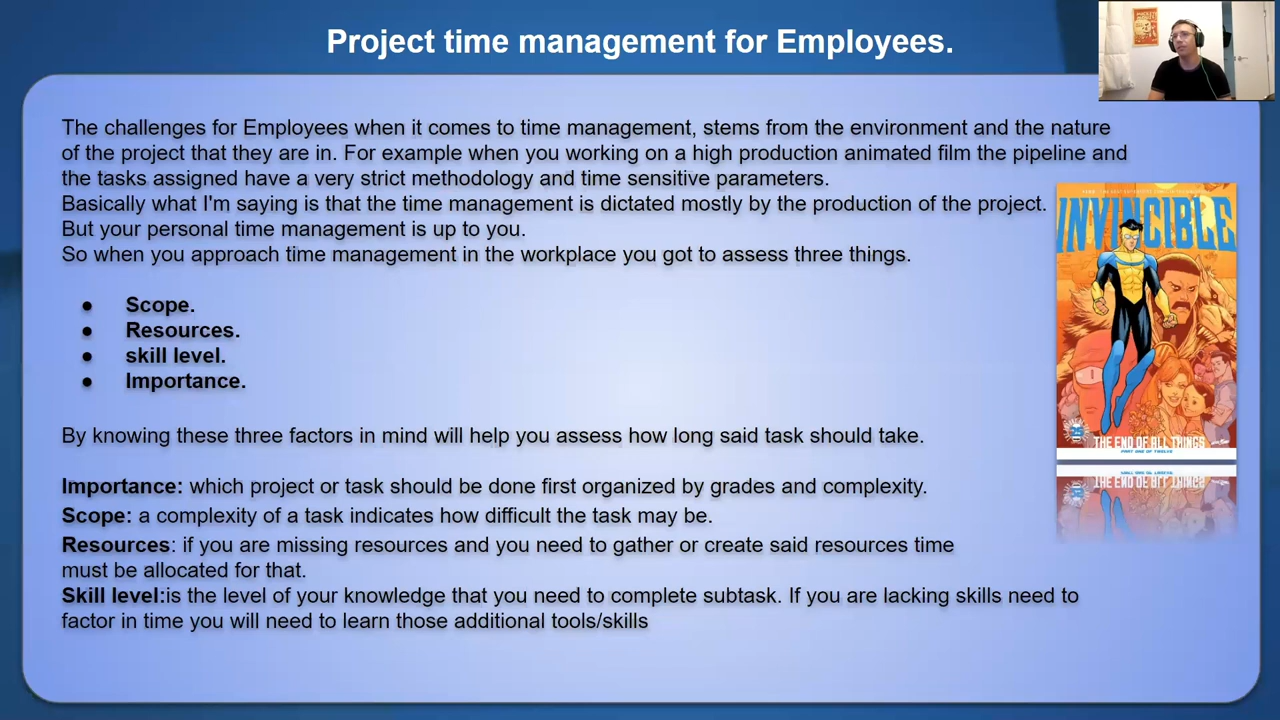 Project time management for Employees.
The challenges for Employees when it comes to time management, stems from the environment and the nature
of the project that they are in. For example when you working on a high production animated film the pipeline and
the tasks assigned have a very strict methodology and time sensitive parameters.
Basically what I'm saying is that the time management is dictated mostly by the production of the project.
But your personal time management is up to you.
So when you approach time management in the workplace you got to assess three things.
● Scope.
● Resources.
● skill level.
● Importance.
By knowing these three factors in mind will help you assess how long said task should take.
Importance: which project or task should be done first organized by grades and complexity.
Scope: a complexity of a task indicates how difficult the task may be.
Resources: if you are missing resources and you need to gather or create said resources time
must be allocated for that.
Skill level:is the level of your knowledge that you need to complete subtask. If you are lacking skills need to
factor in time you will need to learn those additional tools/skills
INVINCIBLE
THE END OF ALL THINGS
PART ONE OF TWELVE